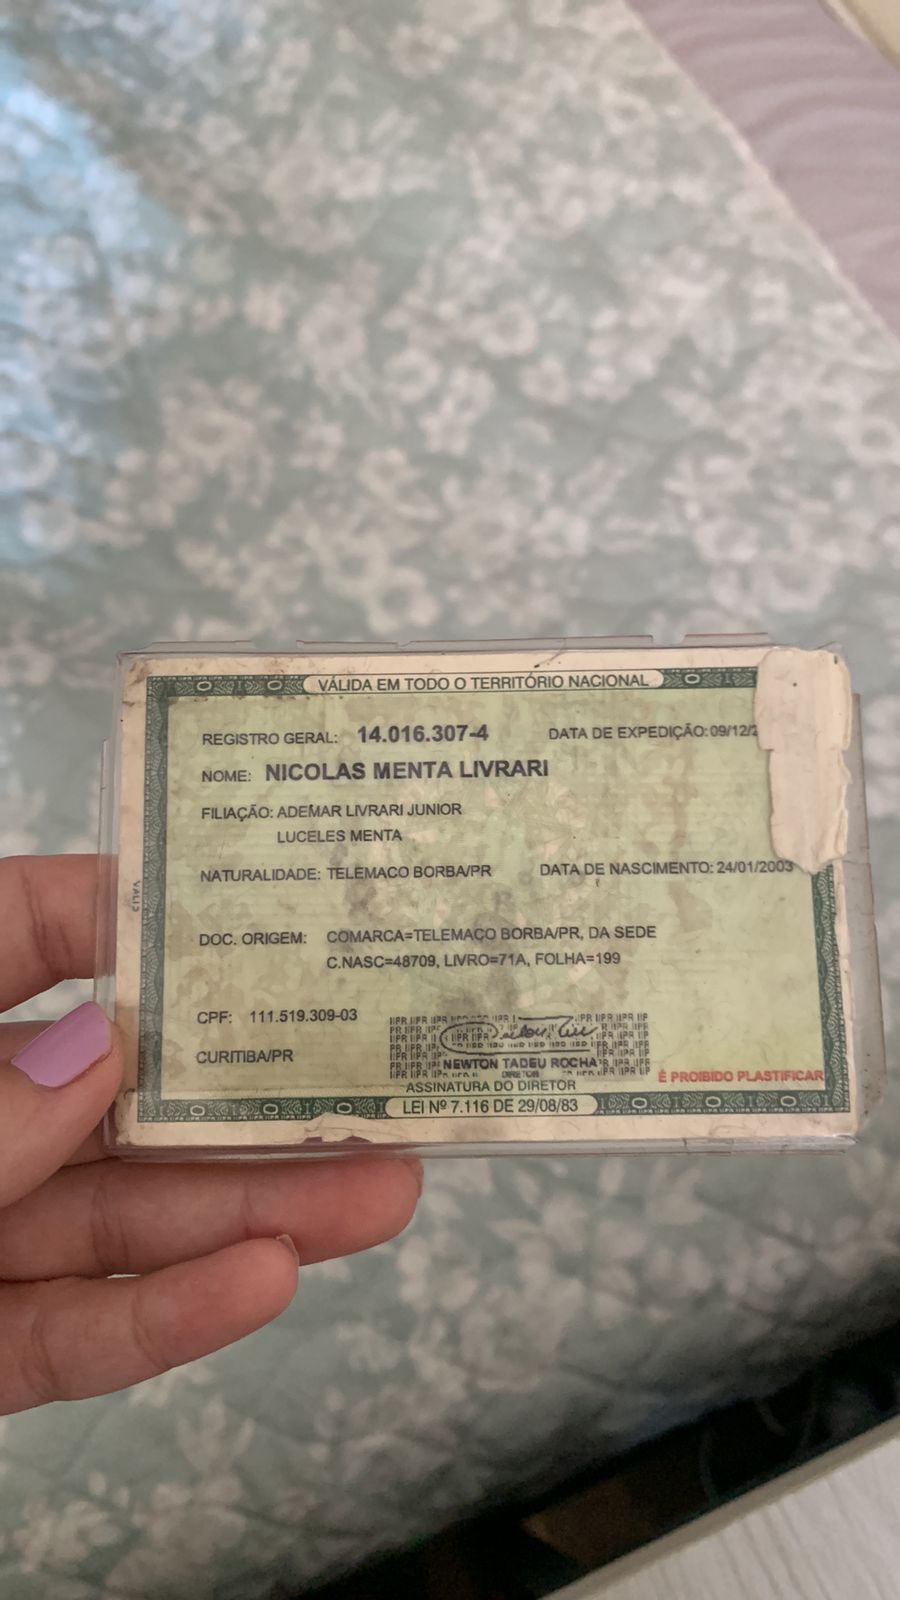 VÁLIDA EM TODO O TERRITÓRIO NACIONAL
REGISTRO GERAL: 14.016.307-4 DATA DE EXPEDIÇÃO: 09/12/
NOME: NICOLAS MENTA LIVRARI
FILIAÇÃO: ADEMAR LIVRARI JUNIOR
LUCELES MENTA
NATURALIDADE: TELEMACO BORBA/PR DATA DE NASCIMENTO: 24/01/2003
DOC. ORIGEM: COMARCA=TELEMACO BORBA/PR, DA SEDE
C.NASC=48709, LIVRO=71A, FOLHA=199
CPF: 111.519.309-03
CURITIBA/PR
NEWTON TADEU ROCHA
DIRETOR
ASSINATURA DO DIRETOR
É PROIBIDO PLASTIFICAR
LEI Nº 7.116 DE 29/08/83